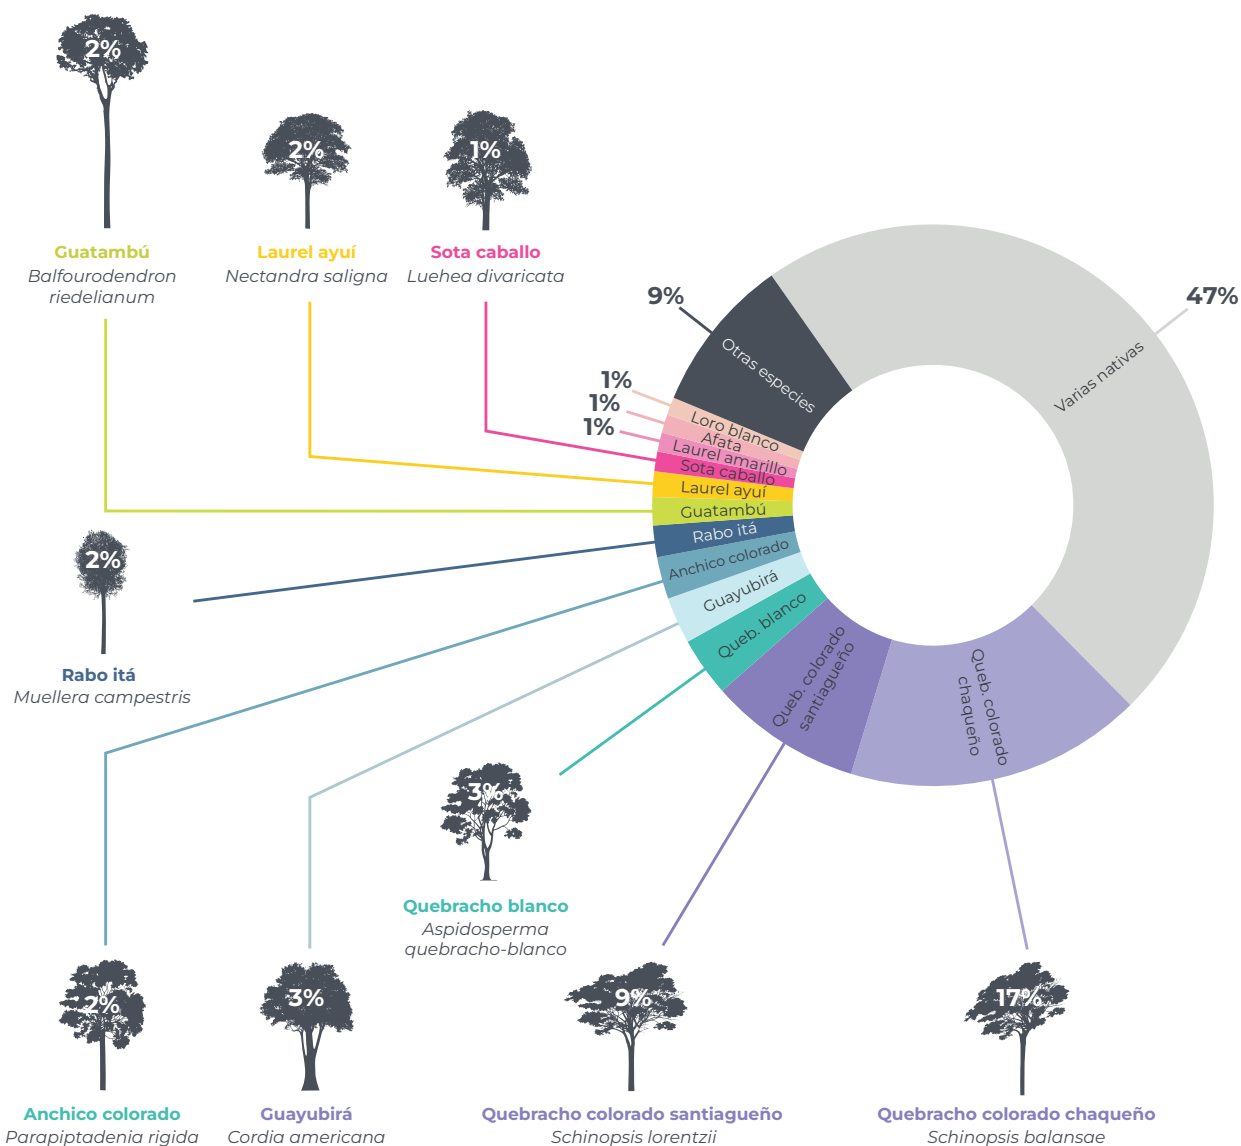 2%
Guatambú
Balfourodendron
riedelianum
2%
Laurel ayuí
Nectandra saligna
1%
Sota caballo
Luehea divaricata
9%
47%
1%
1%
1%
Varias nativas
Otras especies
Loro blanco
Afata
Laurel amarillo
Sota caballo
Laurel ayuí
Guatambú
Rabo itá
Anchico colorado
Guayubirá
Queb. blanco
Queb. colorado
santiagueño
Queb. colorado
chaqueño
2%
Rabo itá
Muellera campestris
3%
Quebracho blanco
Aspidosperma
quebracho-blanco
2%
Anchico colorado
Parapiptadenia rigida
3%
Guayubirá
Cordia americana
9%
Quebracho colorado santiagueño
Schinopsis lorentzii
17%
Quebracho colorado chaqueño
Schinopsis balansae